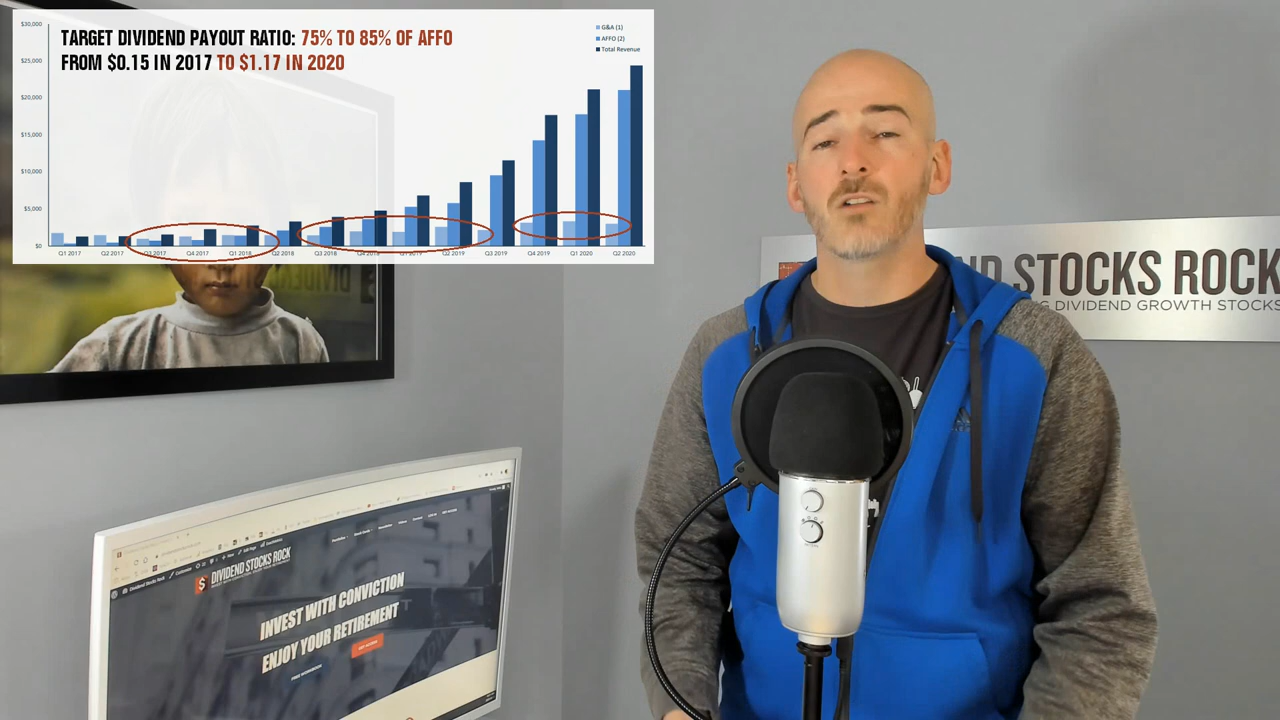 TARGET DIVIDEND PAYOUT RATIO: 75% TO 85% OF AFFO
FROM $0.15 IN 2017 TO $1.17 IN 2020
G&A (1)
AFFO (2)
Total Revenue
$30,000
$25,000
$20,000
$15,000
$10,000
$5,000
$0
Q1 2017
Q2 2017
Q3 2017
Q4 2017
Q1 2018
Q2 2018
Q3 2018
Q4 2018
Q1 2019
Q2 2019
Q3 2019
Q4 2019
Q1 2020
Q2 2020
ND STOCKS ROCK
G DIVIDEND GROWTH STOCKS
Dividend Stocks Rock
DIVIDEND STOCKS ROCK
INVEST WITH CONVICTION
ENJOY YOUR RETIREMENT